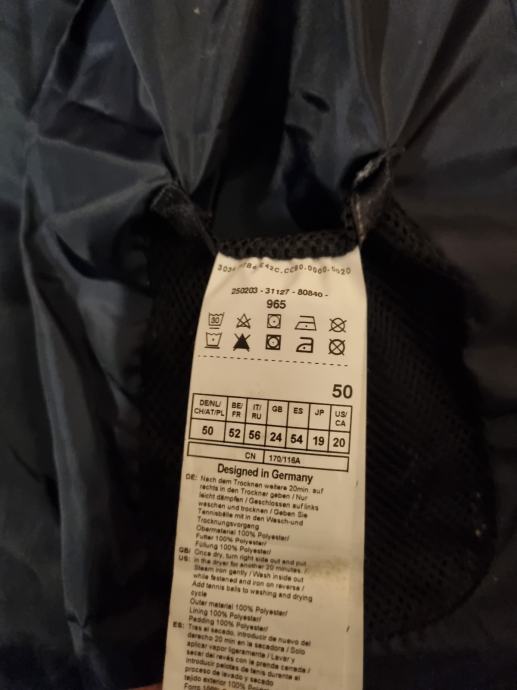 250203 - 31127 - 80840 -
965
30
50
DE/NL/ CH/AT/PL BE/ FR IT/ RU GB ES JP US/ CA
50 52 56 24 54 19 20
CN 170/116A
Designed in Germany
DE: Nach dem Trocknen weitere 20min. auf
rechts in den Trockner geben / Nur
leicht dämpfen / Geschlossen auf links
waschen und trocknen / Geben Sie
Tennisbälle mit in den Wasch-und
Trocknungsvorgang
Obermaterial 100% Polyester/
Futter 100% Polyester/
Füllung 100% Polyester/
GB/ Once dry, turn right side out and put
US: in the dryer for another 20 minutes. /
Steam iron gently / Wash inside out
while fastened and iron on reverse /
Add tennis balls to washing and drying
cycle
Outer material 100% Polyester/
Lining 100% Polyester/
Padding 100% Polyester/
ES: Tras el secado, introducir de nuevo del
derecho 20 min en la secadora / Solo
aplicar vapor ligeramente / Lavar y
secar del revés con la prenda cerrada /
introducir pelotas de tenis durante el
proceso de lavado y secado
tejido exterior 100% Polyester/